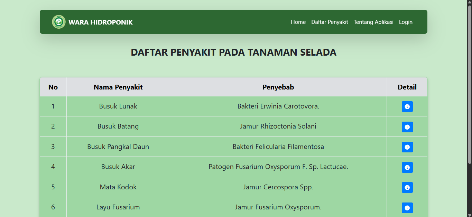 WARA HIDROPONIK
Home Daftar Penyakit Tentang Aplikasi Login
DAFTAR PENYAKIT PADA TANAMAN SELADA
No Nama Penyakit Penyebab Detail
1 Busuk Lunak Bakteri Erwinia Carotovora.
2 Busuk Batang Jamur Rhizoctonia Solani
3 Busuk Pangkal Daun Bakteri Felicularia Filamentosa
4 Busuk Akar Patogen Fusarium Oxysporum F. Sp. Lactucae.
5 Mata Kodok Jamur Cercospora Spp
6 Layu Fusarium Jamur Fusarium Oxysporum